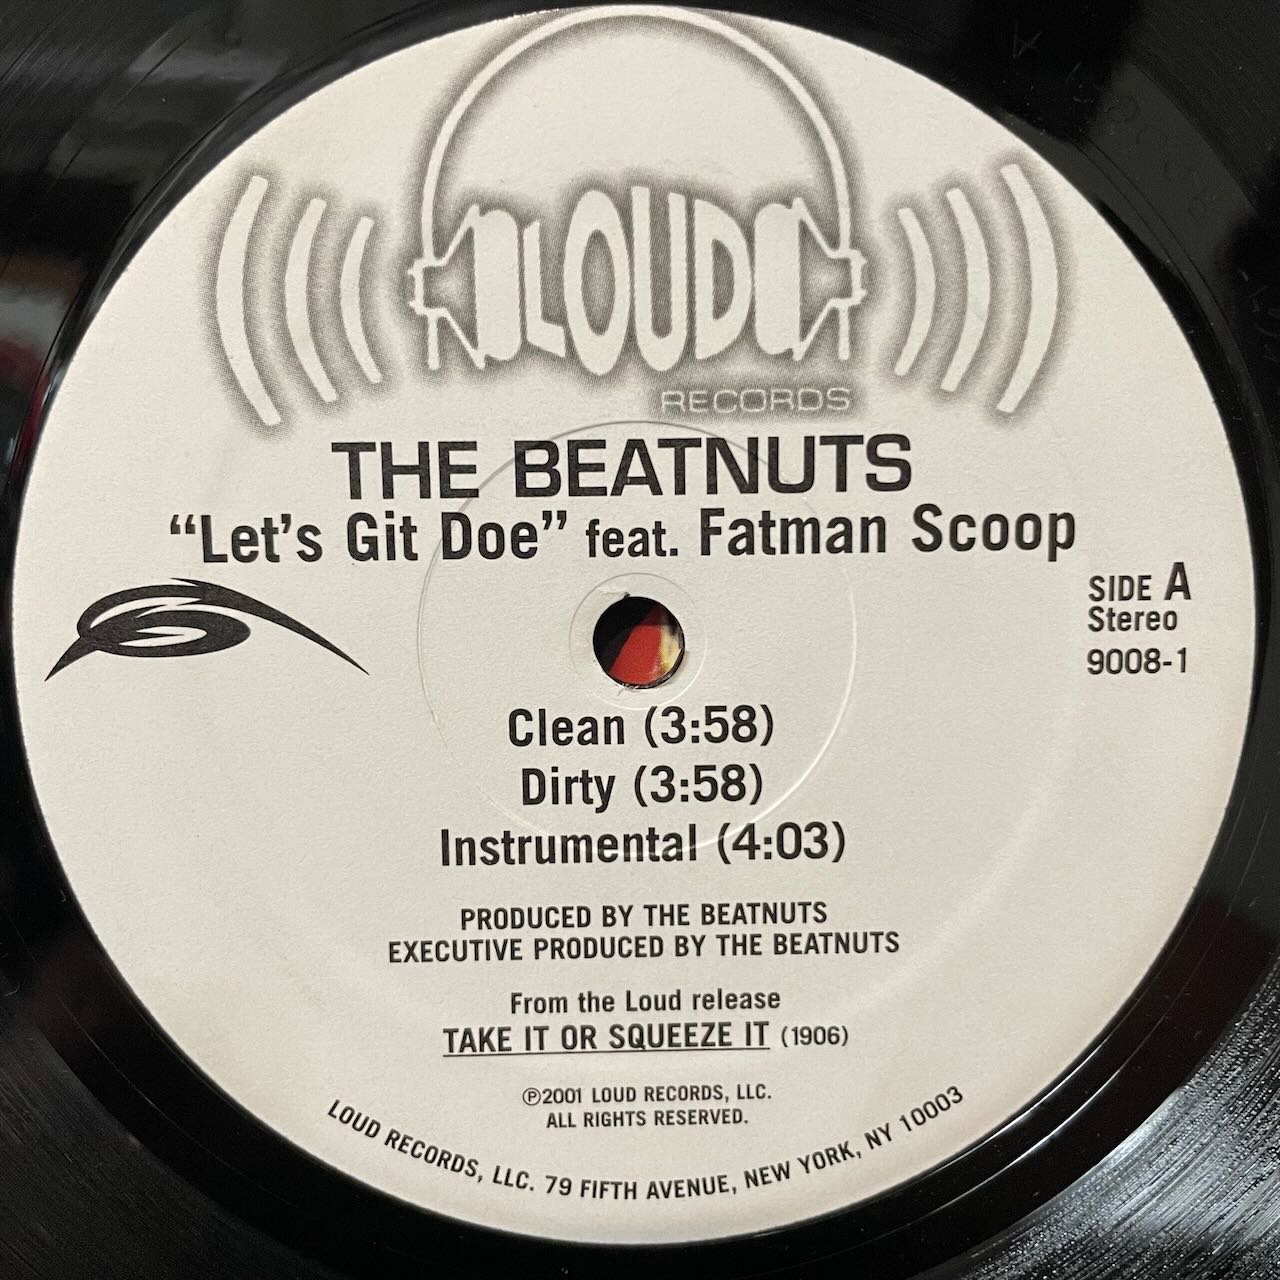 LOUD
RECORDS
THE BEATNUTS
"Let's Git Doe" feat. Fatman Scoop
SIDE A
Stereo
9008-1
Clean (3:58)
Dirty (3:58)
Instrumental (4:03)
PRODUCED BY THE BEATNUTS
EXECUTIVE PRODUCED BY THE BEATNUTS
From the Loud release
TAKE IT OR SQUEEZE IT (1906)
℗2001 LOUD RECORDS, LLC.
ALL RIGHTS RESERVED.
LOUD RECORDS, LLC. 79 FIFTH AVENUE, NEW YORK, NY 10003